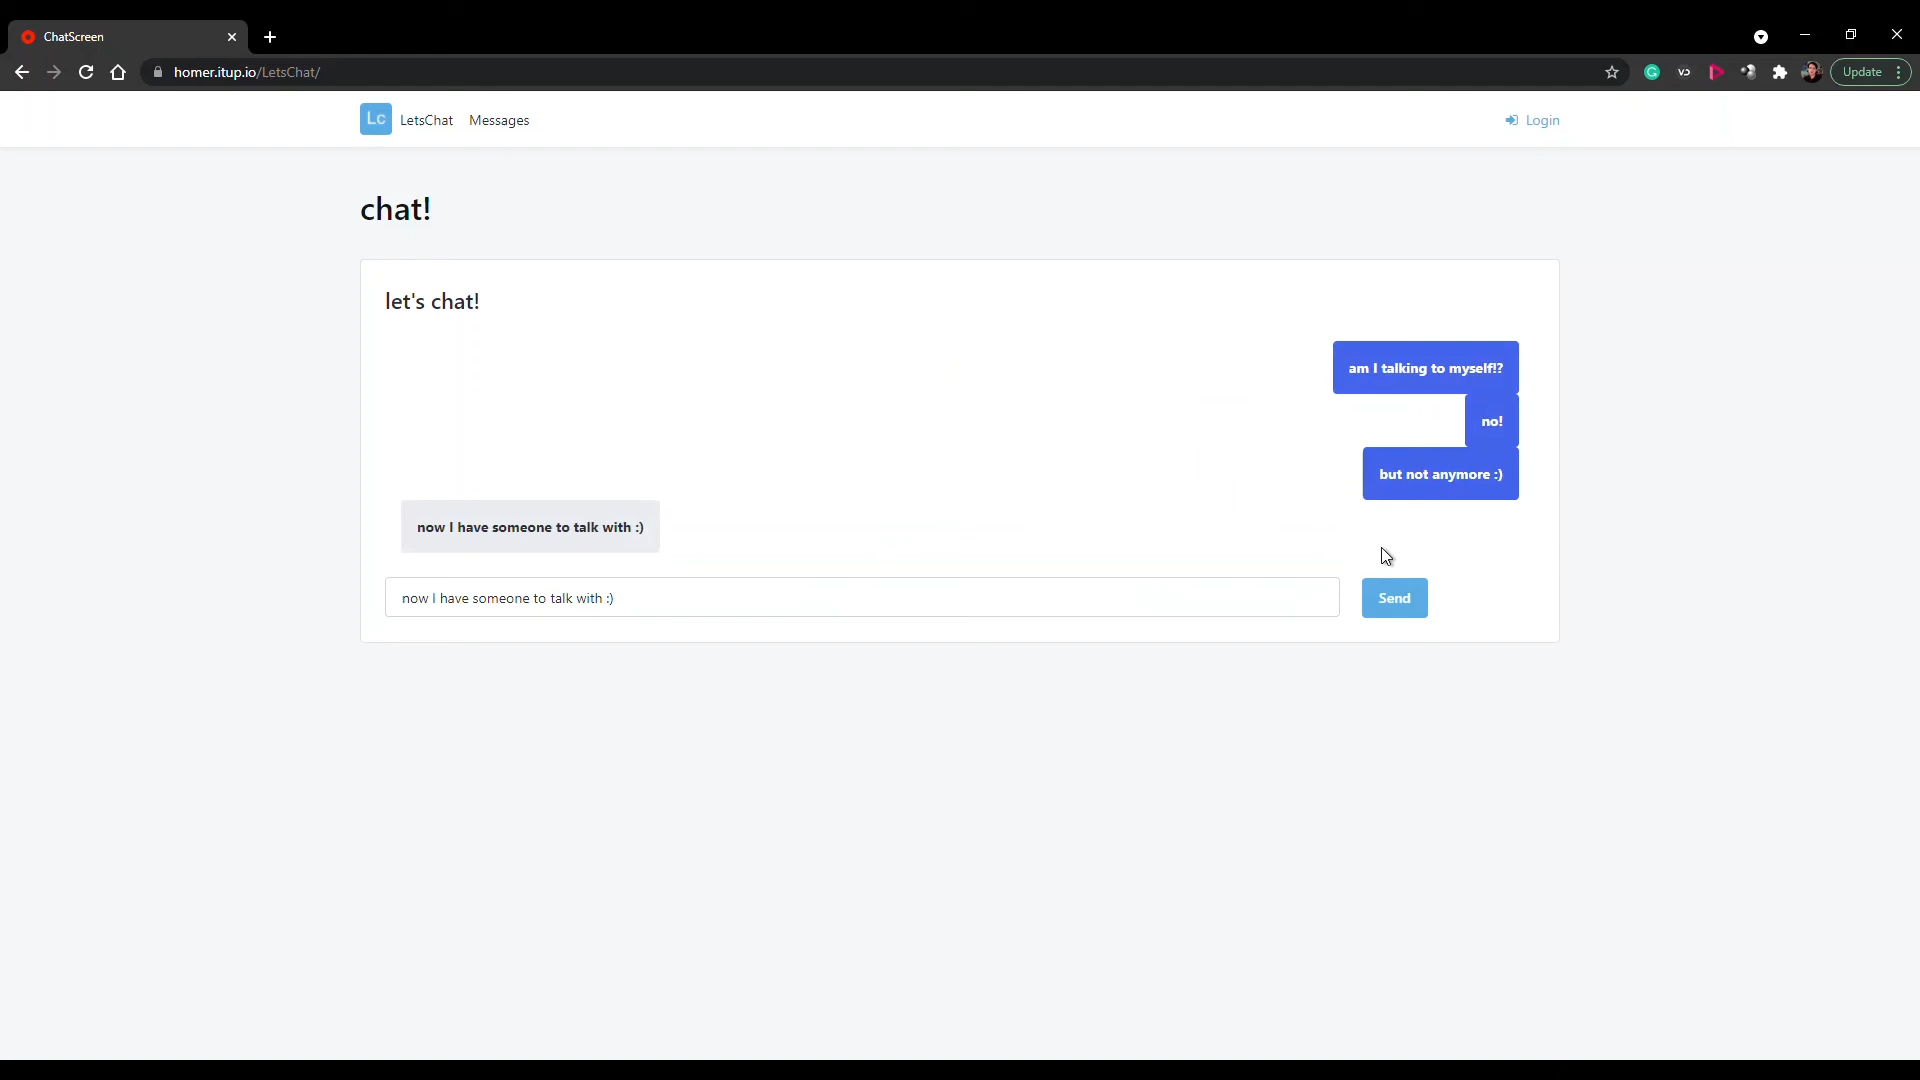 ChatScreen
homer.itup.io/LetsChat/
Update
Lc LetsChat Messages
Login
chat!
let's chat!
am I talking to myself!?
no!
but not anymore :)
now I have someone to talk with :)
now I have someone to talk with :)
Send